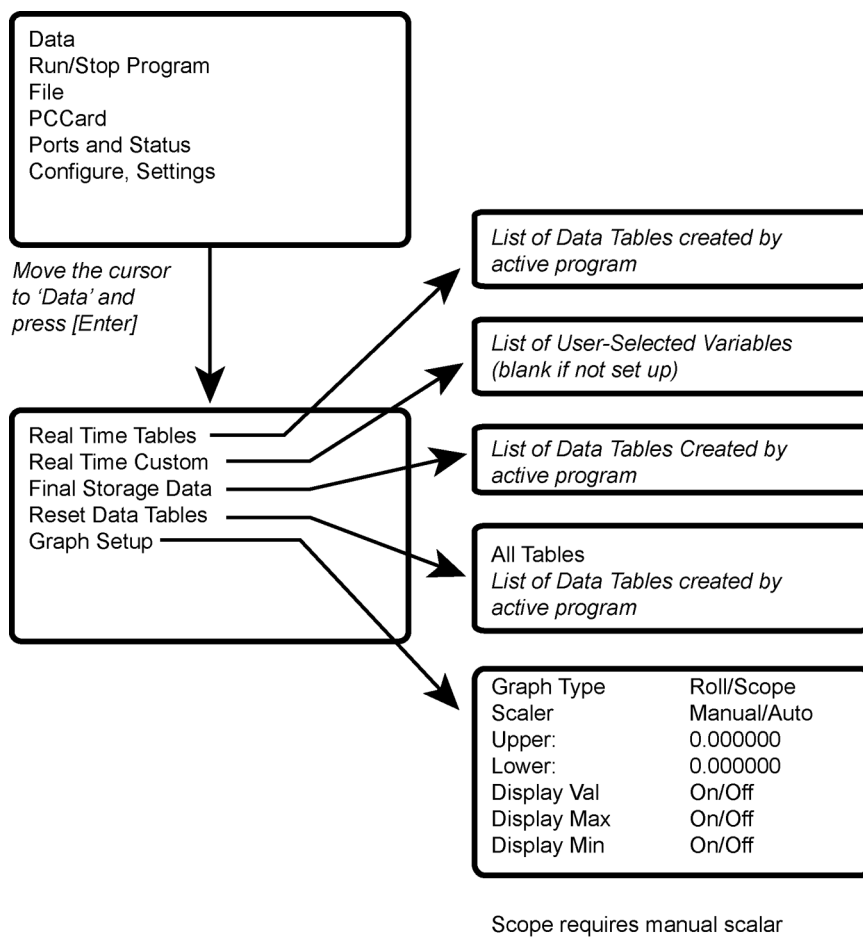 Data
Run/Stop Program
File
PCCard
Ports and Status
Configure, Settings
Move the cursor
to ‘Data’ and
press [Enter]
Real Time Tables
Real Time Custom
Final Storage Data
Reset Data Tables
Graph Setup
List of Data Tables created by
active program
List of User-Selected Variables
(blank if not set up)
List of Data Tables Created by
active program
All Tables
List of Data Tables created by
active program
Graph Type Roll/Scope
Scaler Manual/Auto
Upper: 0.000000
Lower: 0.000000
Display Val On/Off
Display Max On/Off
Display Min On/Off
Scope requires manual scalar